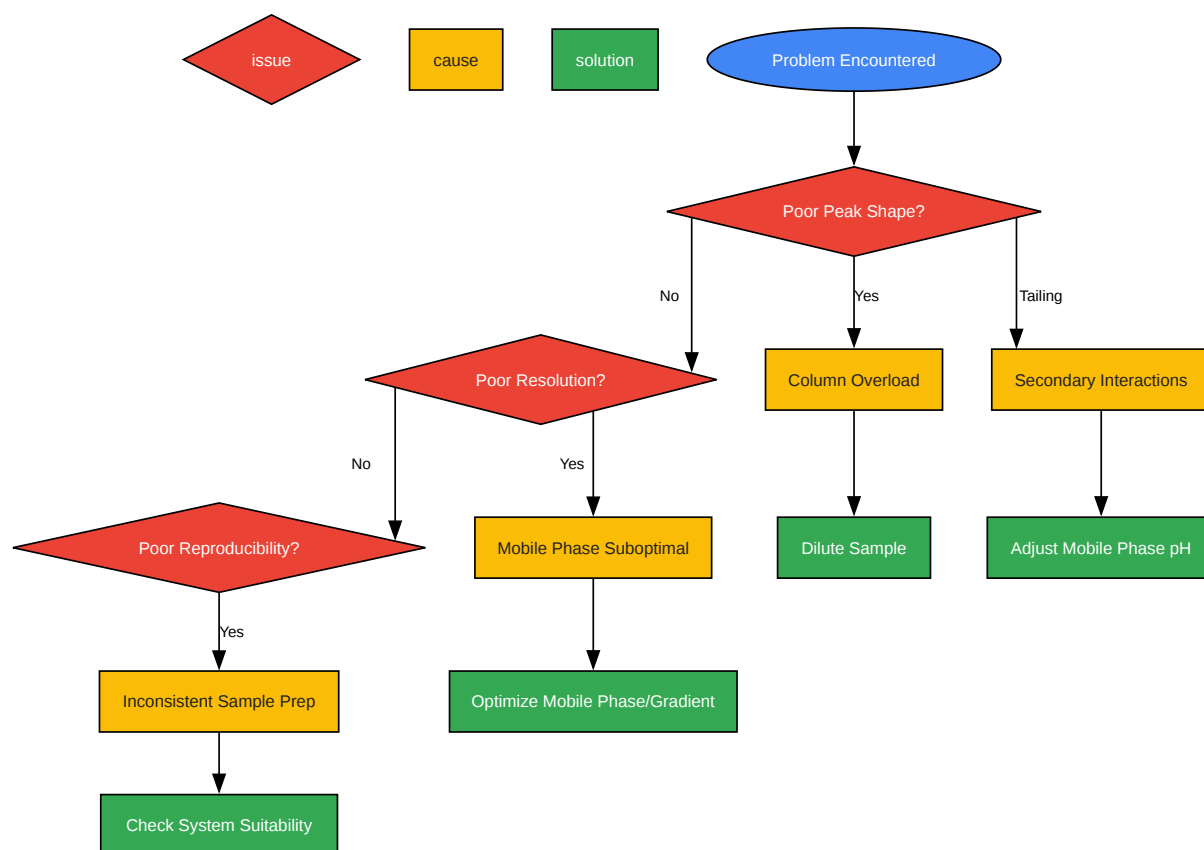 issue
cause
solution
Problem Encountered
Poor Peak Shape?
No
Yes
Tailing
Poor Resolution?
Column Overload
Secondary Interactions
No
Yes
Poor Reproducibility?
Mobile Phase Suboptimal
Dilute Sample
Adjust Mobile Phase pH
Yes
Inconsistent Sample Prep
Optimize Mobile Phase/Gradient
Check System Suitability